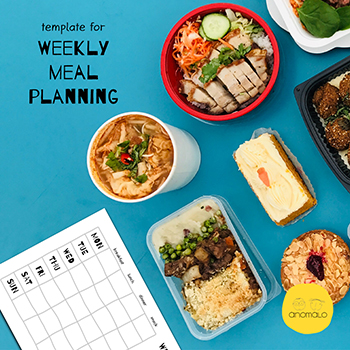 template for
WEEKLY
MEAL
PLANNING
MON
TUE
WED
THU
FRI
SAT
SUN
breakfast
lunch
dinner
snack
anomalo